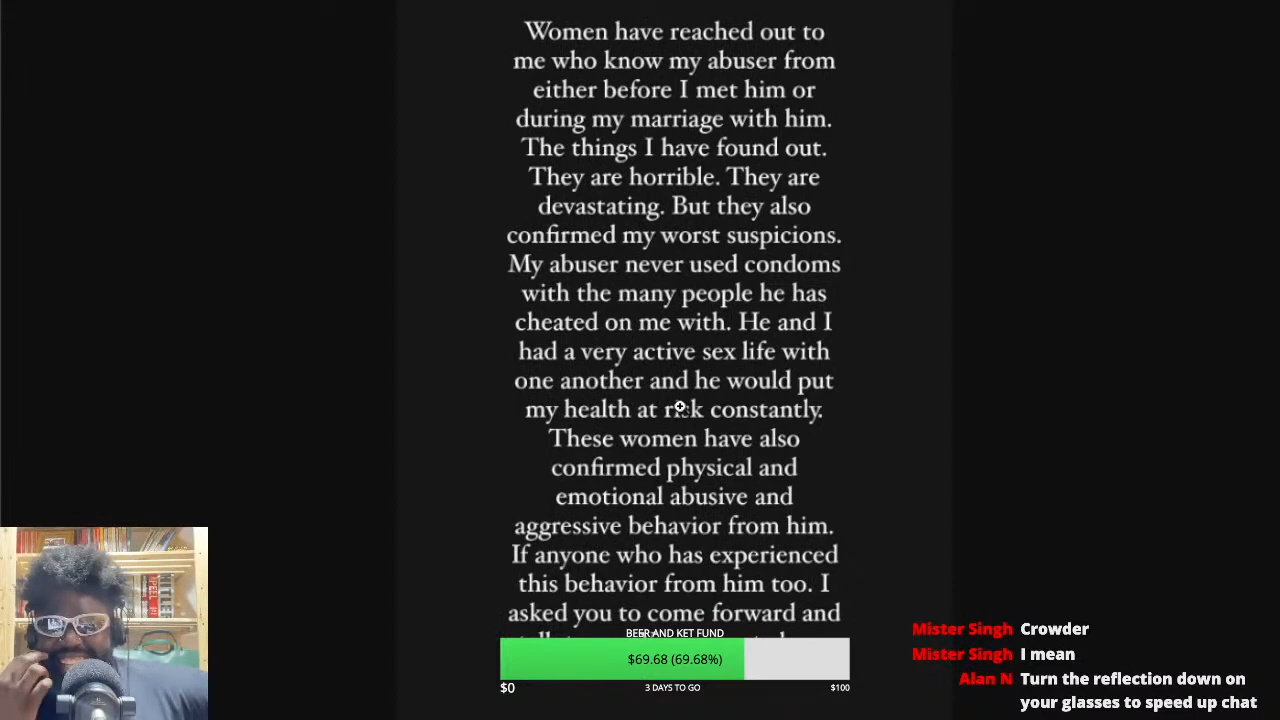 Women have reached out to
me who know my abuser from
either before I met him or
during my marriage with him.
The things I have found out.
They are horrible. They are
devastating. But they also
confirmed my worst suspicions.
My abuser never used condoms
with the many people he has
cheated on me with. He and I
had a very active sex life with
one another and he would put
my health at risk constantly.
These women have also
confirmed physical and
emotional abusive and
aggressive behavior from him.
If anyone who has experienced
this behavior from him too. I
asked you to come forward and
BEER AND KET FUND
$69.68 (69.68%)
$0
3 DAYS TO GO
$100
Mister Singh Crowder
Mister Singh I mean
Alan N Turn the reflection down on
your glasses to speed up chat